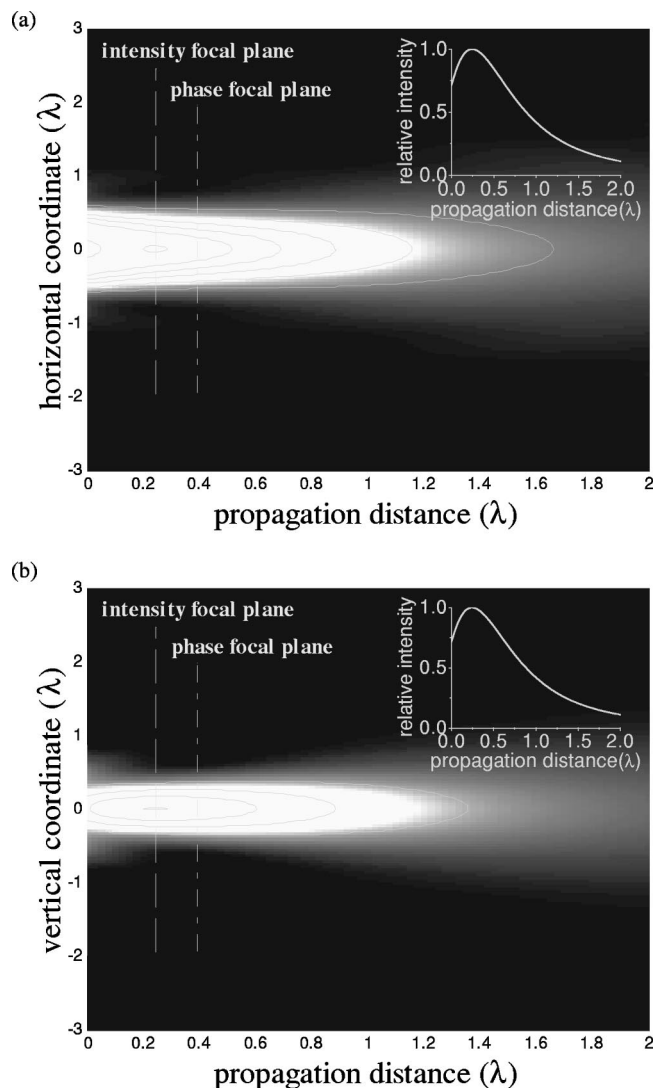 (a)
3
intensity focal plane
2
phase focal plane
1
0
-1
-2
-3
horizontal coordinate (λ)
1.0
0.5
0.0
relative intensity
0.0 0.5 1.0 1.5 2.0
propagation distance(λ)
0 0.2 0.4 0.6 0.8 1 1.2 1.4 1.6 1.8 2
propagation distance (λ)
(b)
3
intensity focal plane
2
phase focal plane
1
0
-1
-2
-3
vertical coordinate (λ)
1.0
0.5
0.0
relative intensity
0.0 0.5 1.0 1.5 2.0
propagation distance(λ)
0 0.2 0.4 0.6 0.8 1 1.2 1.4 1.6 1.8 2
propagation distance (λ)